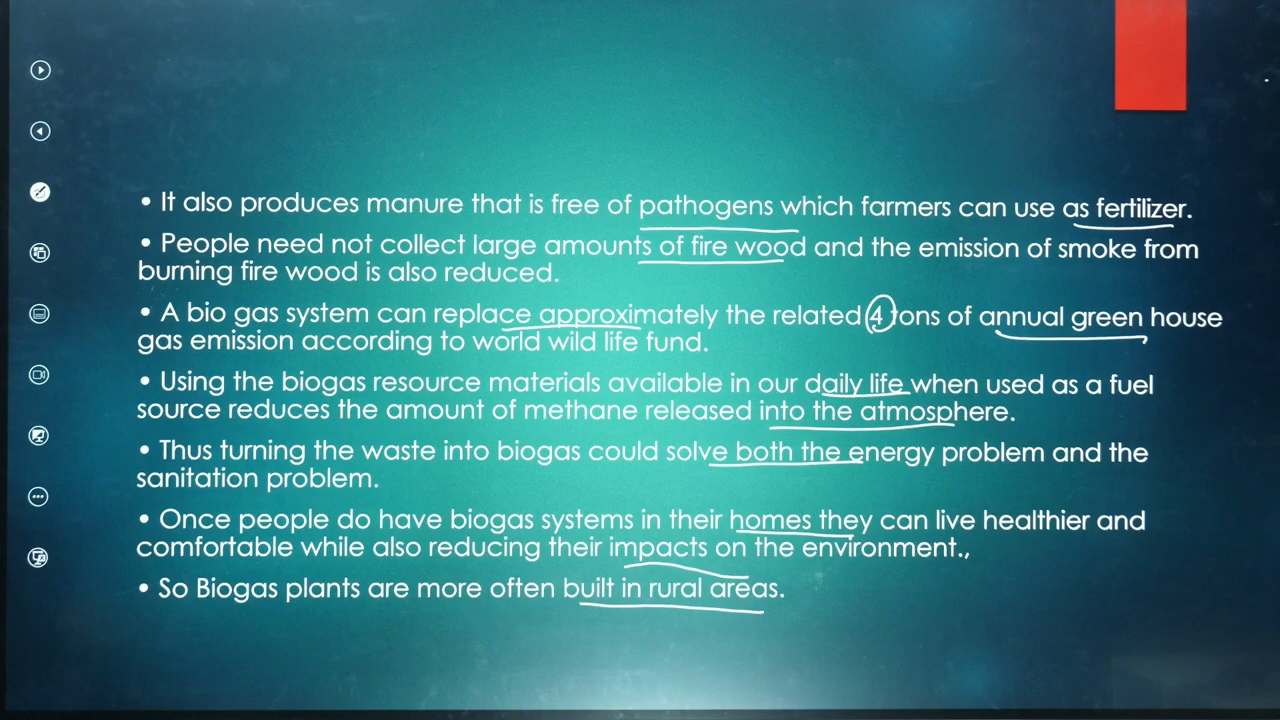 • It also produces manure that is free of pathogens which farmers can use as fertilizer.
• People need not collect large amounts of fire wood and the emission of smoke from
burning fire wood is also reduced.
• A bio gas system can replace approximately the related 4 tons of annual green house
gas emission according to world wild life fund.
• Using the biogas resource materials available in our daily life when used as a fuel
source reduces the amount of methane released into the atmosphere.
• Thus turning the waste into biogas could solve both the energy problem and the
sanitation problem.
• Once people do have biogas systems in their homes they can live healthier and
comfortable while also reducing their impacts on the environment.,
• So Biogas plants are more often built in rural areas.